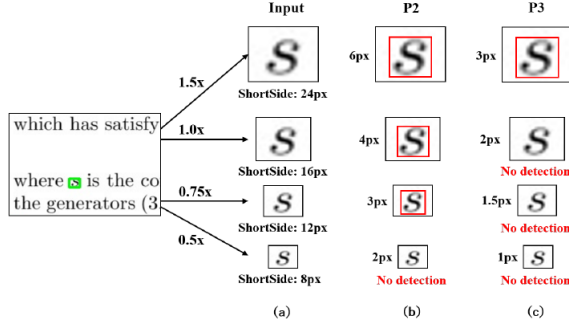 Input P2 P3
1.5x
S 6px S 3px S
ShortSide: 24px
which has satisfy
1.0x
S 4px S 2px S
ShortSide: 16px No detection
where s is the co
the generators (3
0.75x
S 3px S 1.5px S
ShortSide: 12px No detection
0.5x
S 2px S 1px S
ShortSide: 8px No detection No detection
(a) (b) (c)